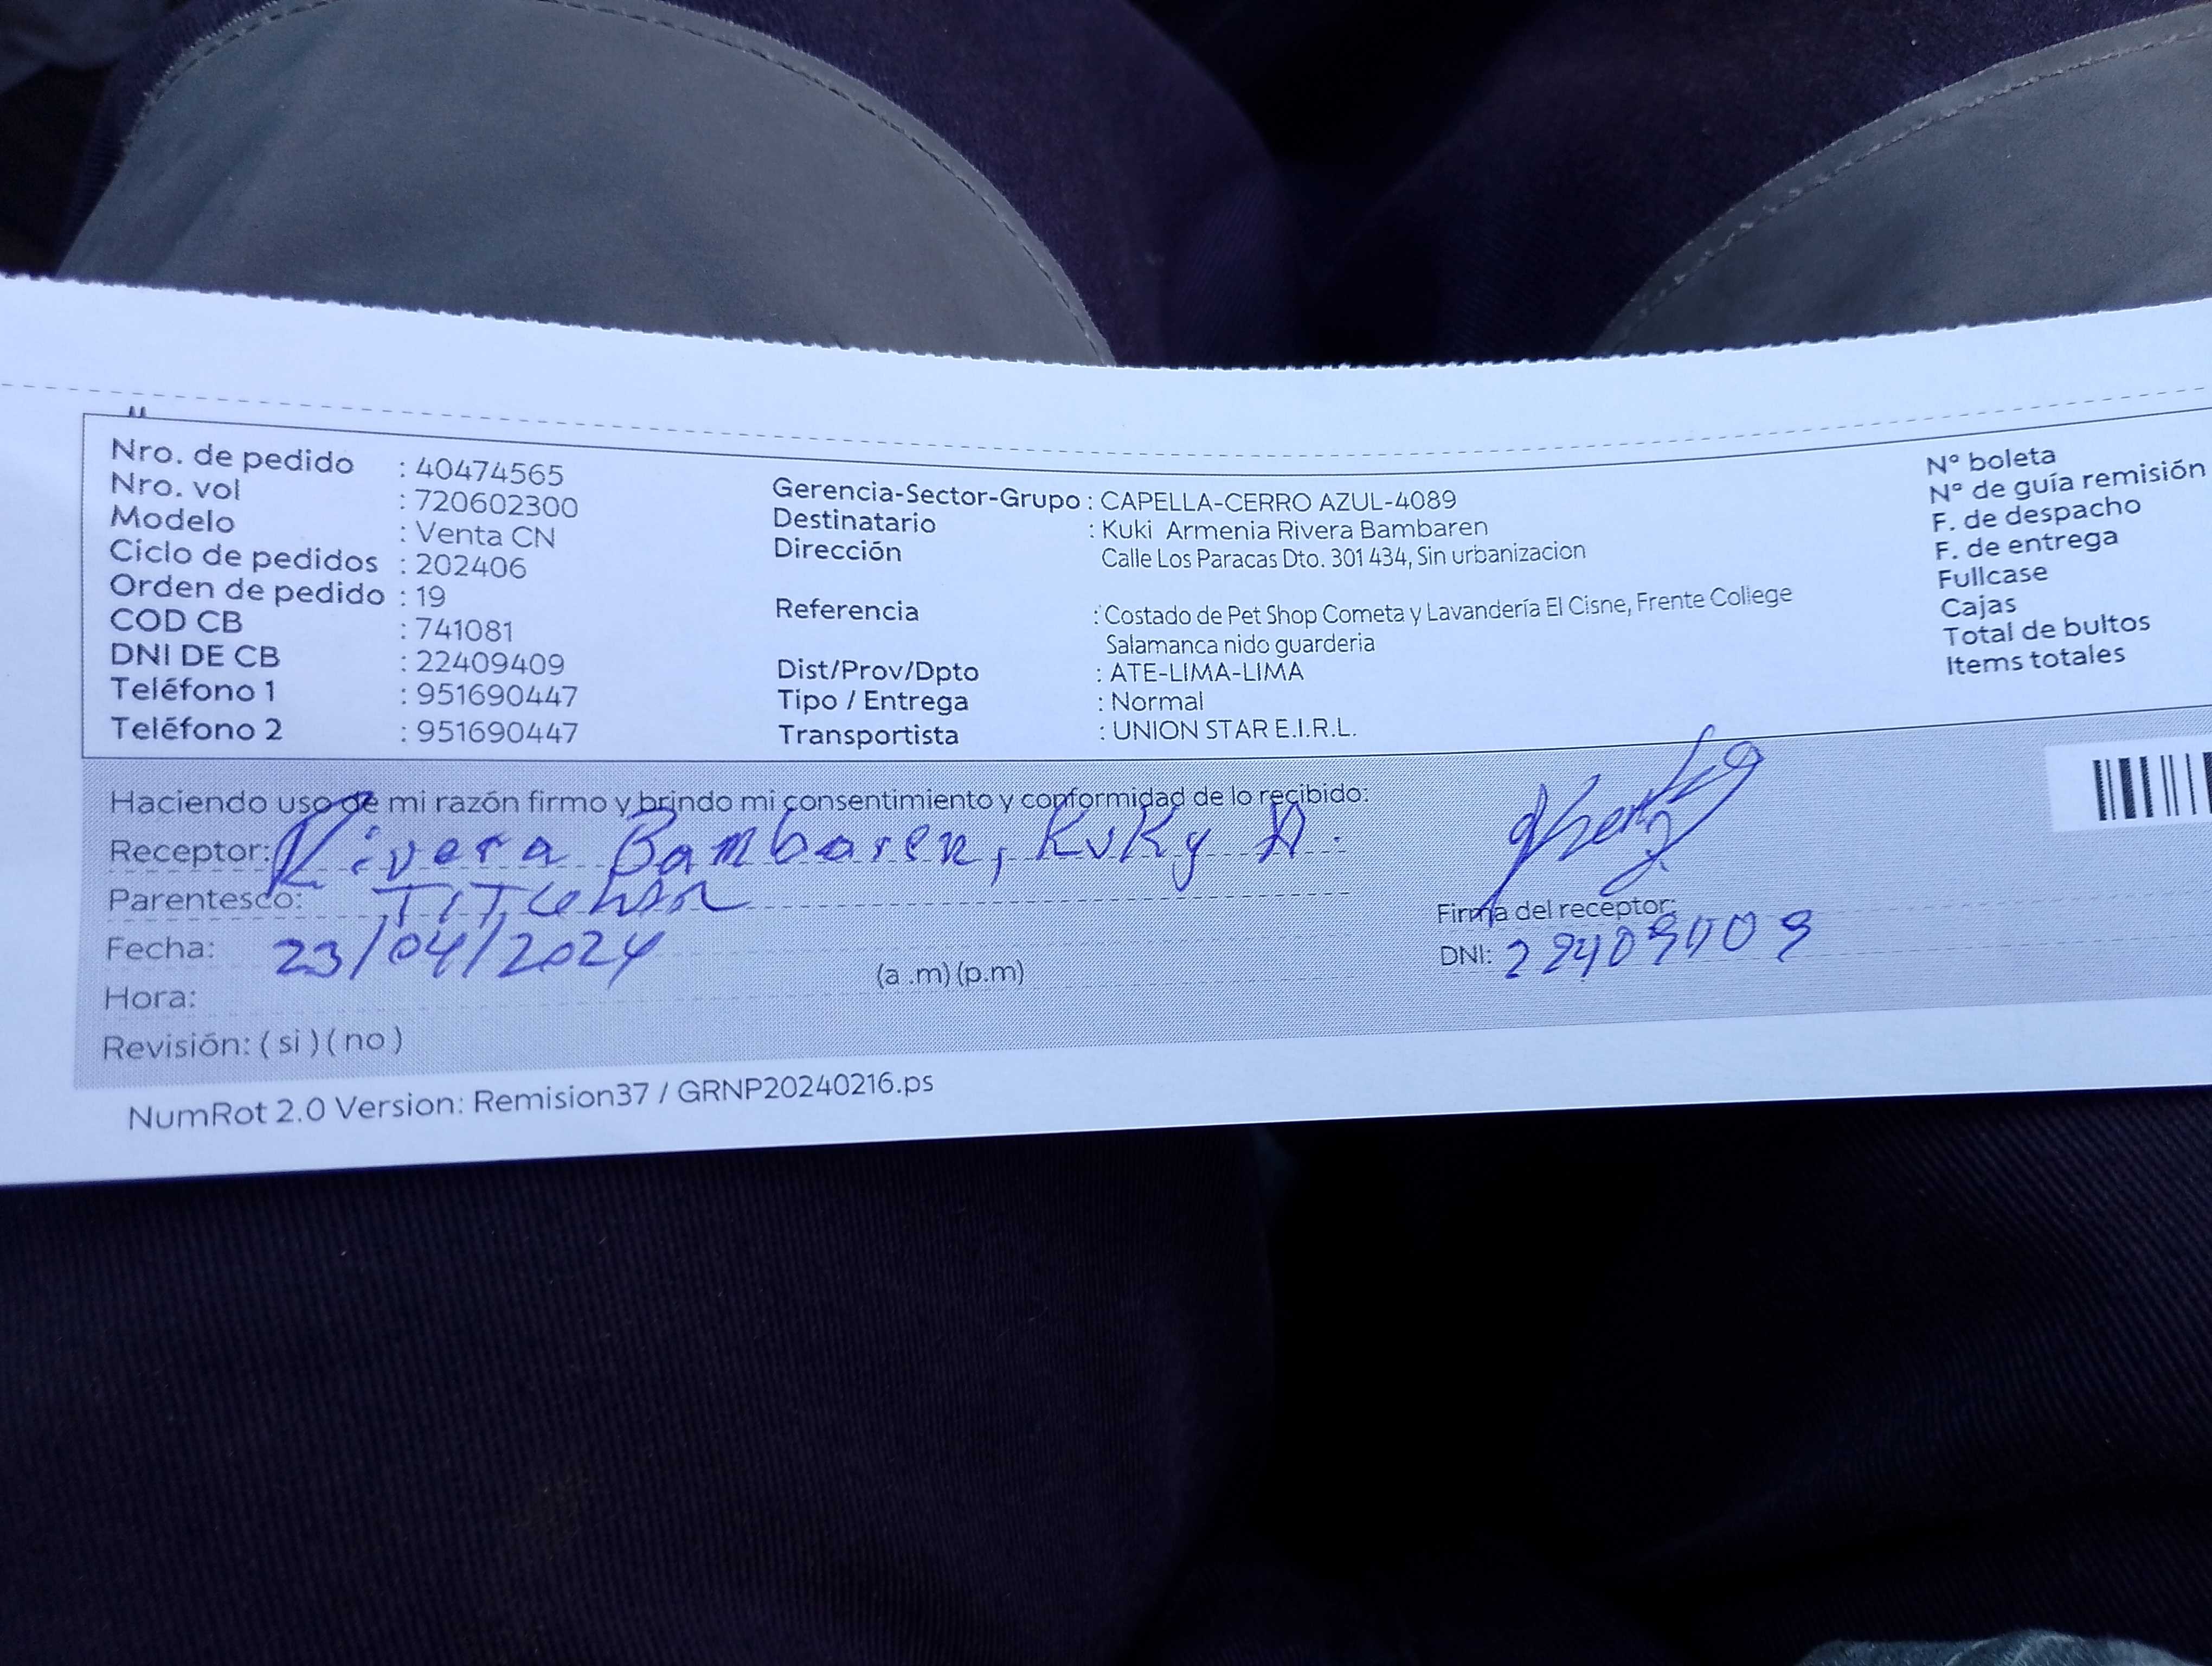 Nro. de pedido : 40474565
Nro. vol : 720602300
Modelo : Venta CN
Ciclo de pedidos : 202406
Orden de pedido : 19
COD CB : 741081
DNI DE CB : 22409409
Teléfono 1 : 951690447
Teléfono 2 : 951690447
Gerencia-Sector-Grupo : CAPELLA-CERRO AZUL-4089
Destinatario : Kuki Armenia Rivera Bambaren
Dirección Calle Los Paracas Dto. 301 434, Sin urbanizacion
Referencia : Costado de Pet Shop Cometa y Lavandería El Cisne, Frente College
Salamanca nido guarderia
Dist/Prov/Dpto : ATE-LIMA-LIMA
Tipo / Entrega : Normal
Transportista : UNION STAR E.I.R.L.
N° boleta
N° de guía remisión
F. de despacho
F. de entrega
Fullcase
Cajas
Total de bultos
Items totales
Haciendo uso de mi razón firmo y brindo mi consentimiento y conformidad de lo recibido:
Receptor: Rivera Bambaren, Kuky A.
Parentesco:
Fecha: 23/04/2024
Hora: (a .m) (p.m)
Revisión: ( si ) ( no )
Firma del receptor:
DNI: 22409409
NumRot 2.0 Version: Remision37 / GRNP20240216.ps